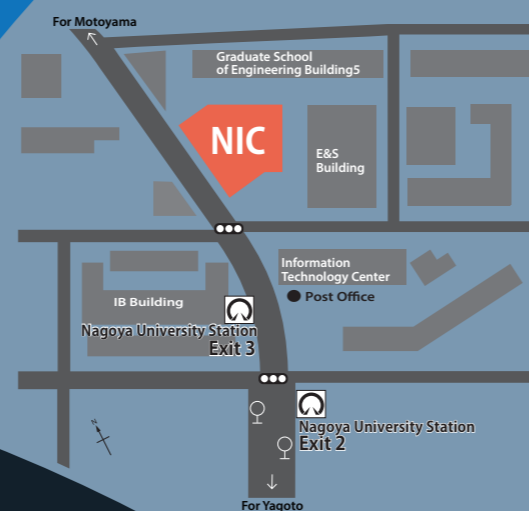 For Motoyama
Graduate School
of Engineering Building5
NIC
E&S
Building
Information
Technology Center
Post Office
IB Building
Nagoya University Station
Exit 3
N
Nagoya University Station
Exit 2
For Yagoto